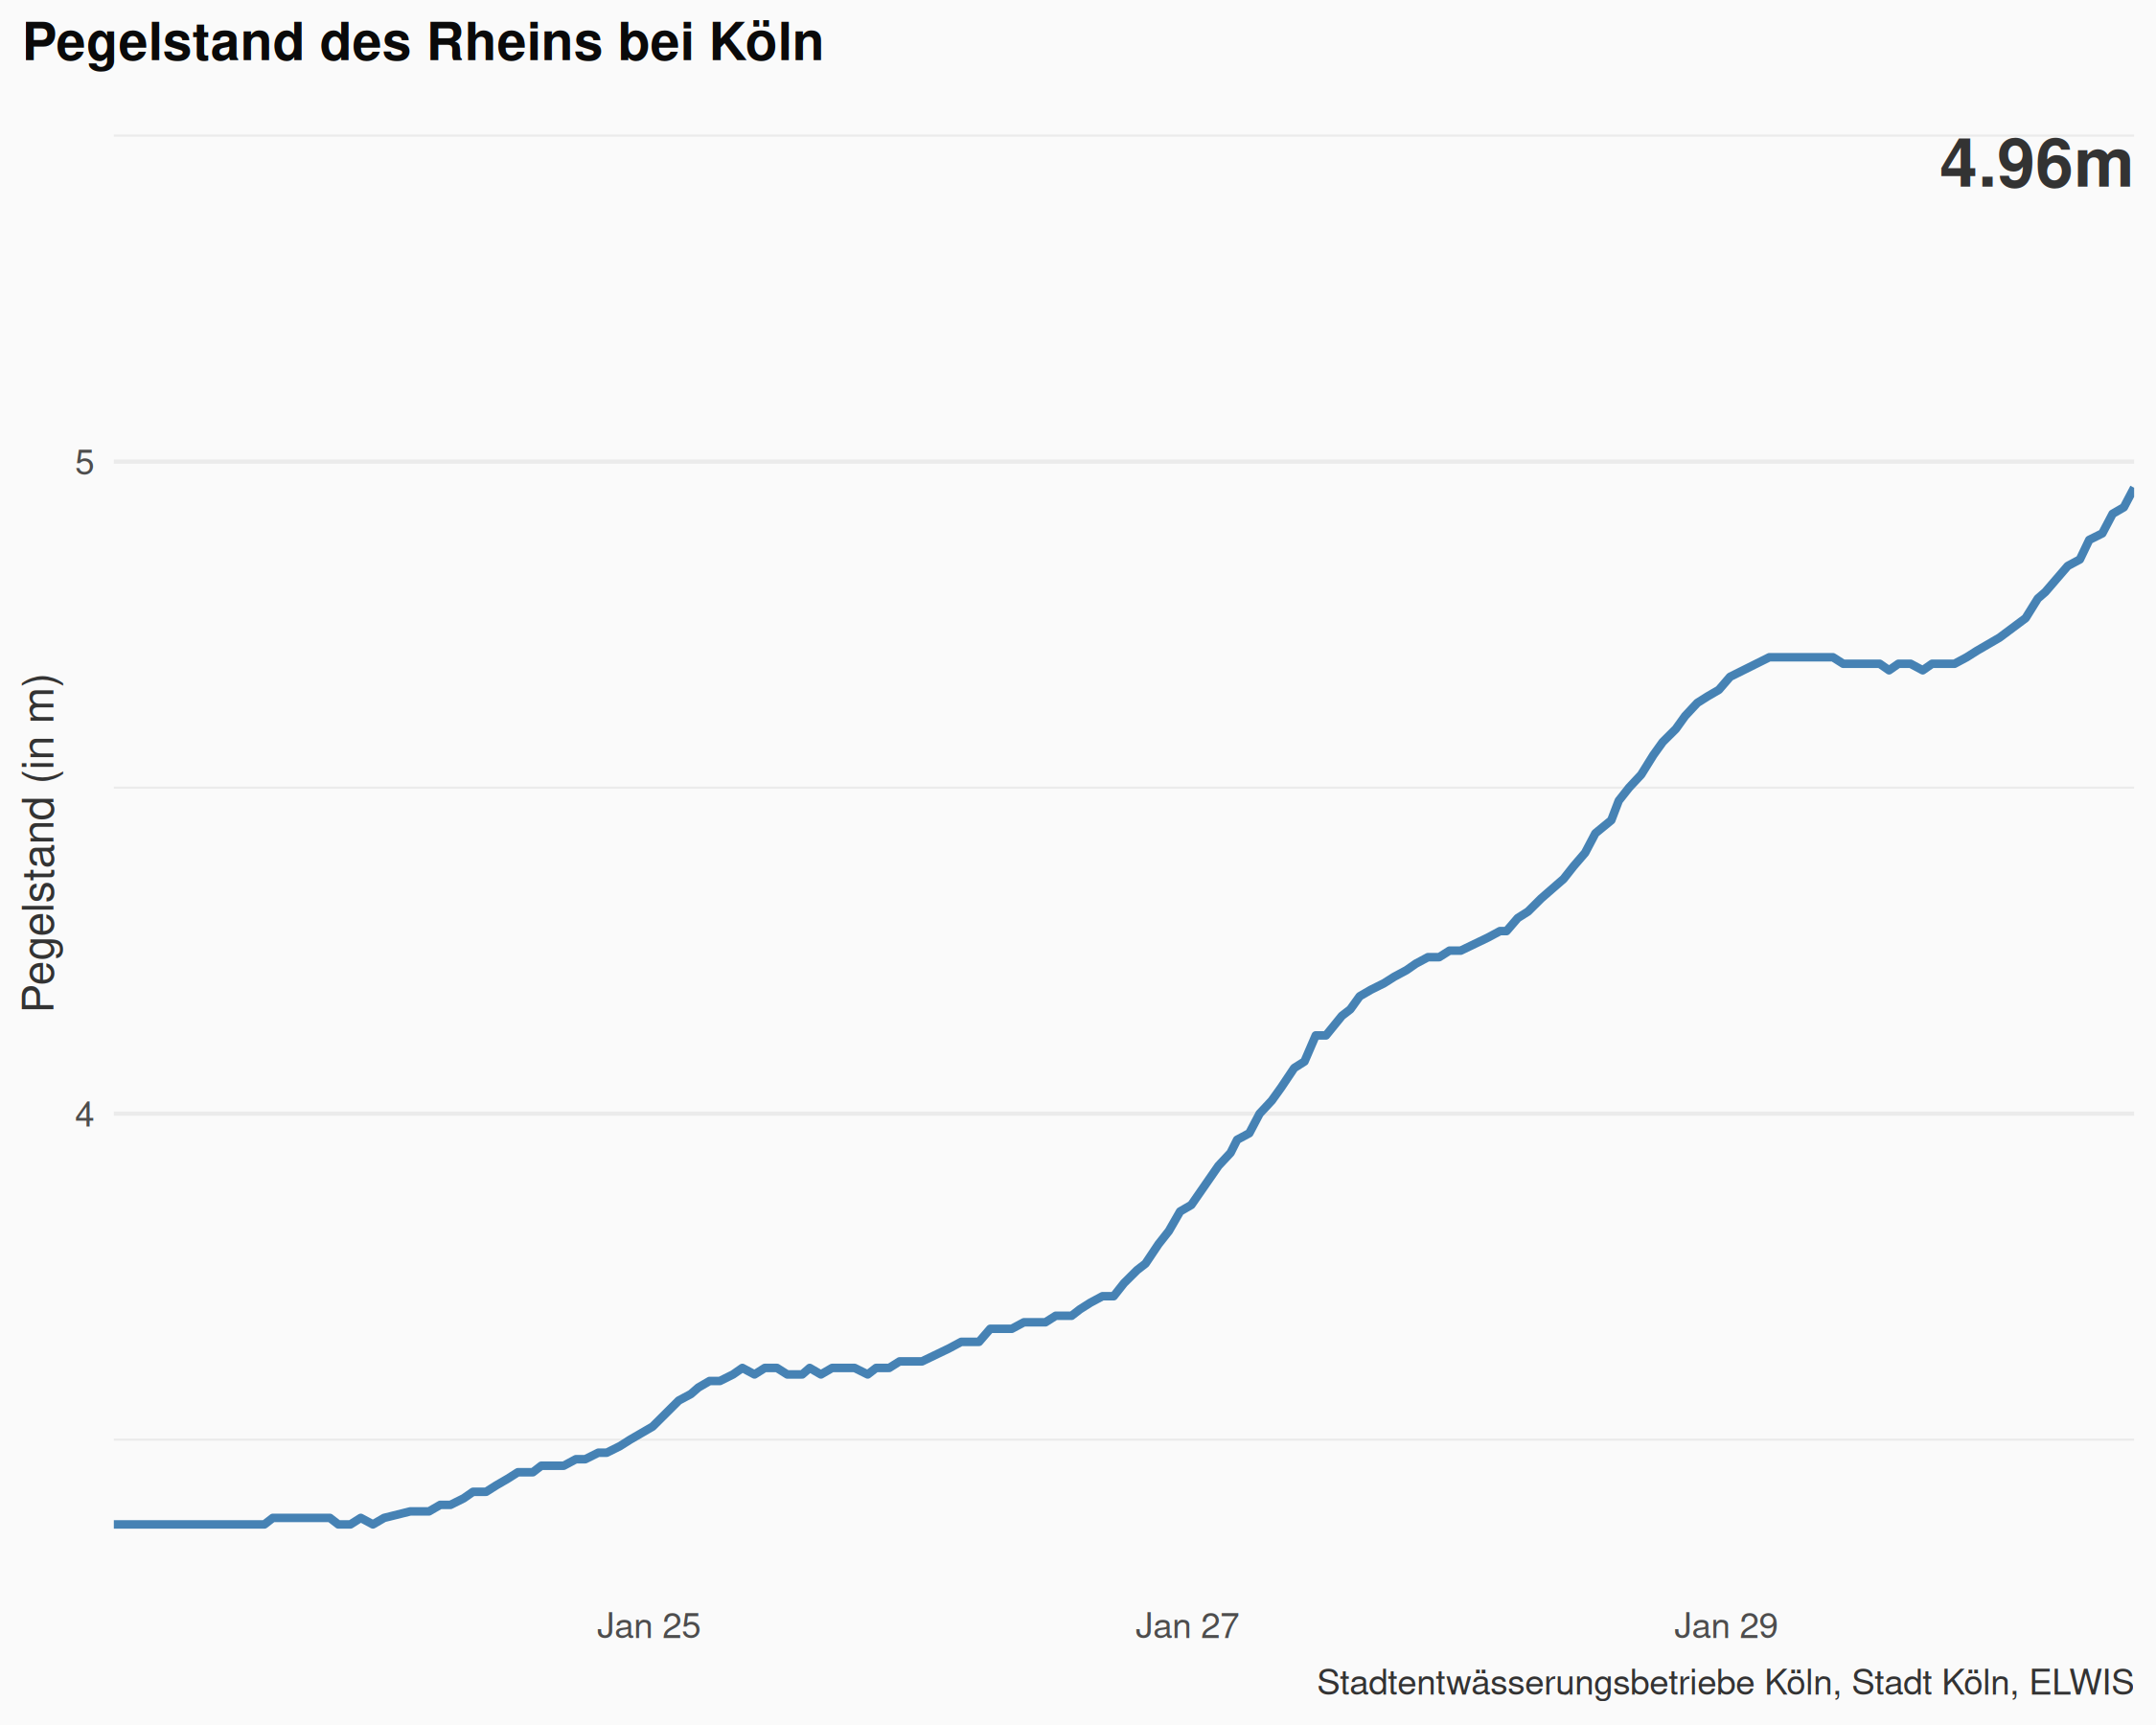 Pegelstand des Rheins bei Köln
4.96m
5
4
Pegelstand (in m)
Jan 25
Jan 27
Jan 29
Stadtentwässerungsbetriebe Köln, Stadt Köln, ELWIS